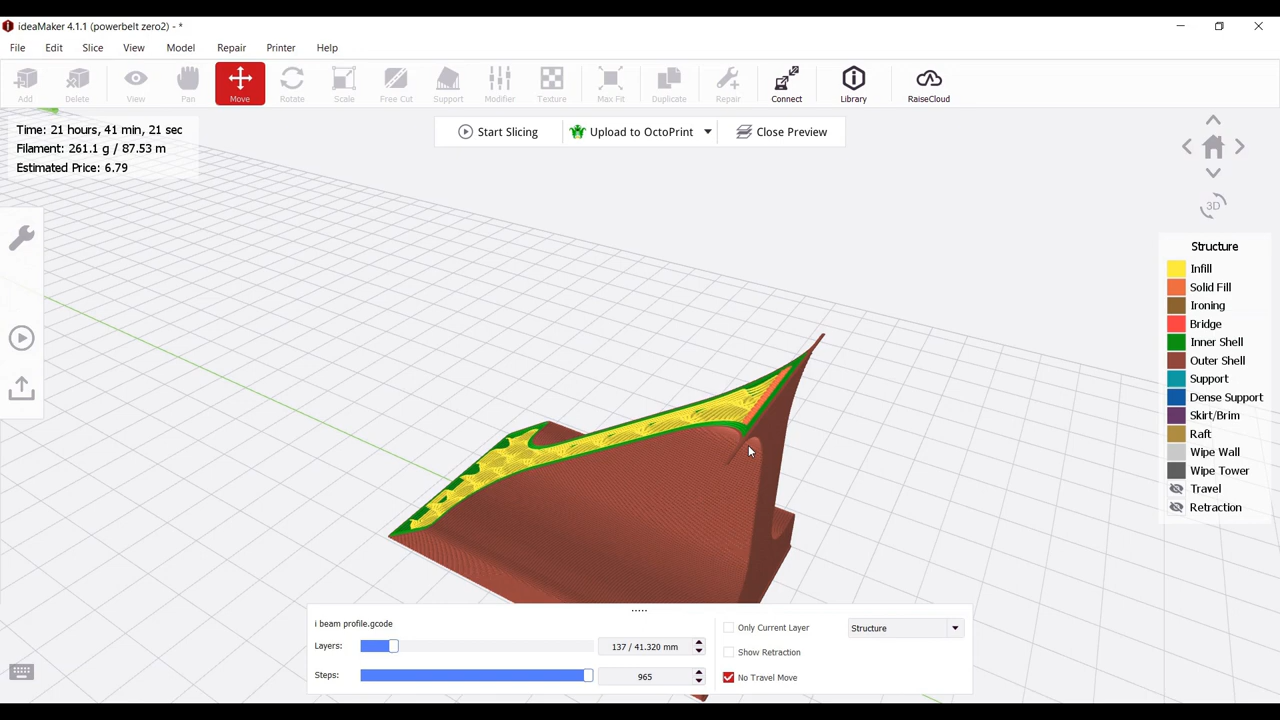 ideaMaker 4.1.1 (powerbelt zero2) - *
File Edit Slice View Model Repair Printer Help
Add Delete View Pan Move Rotate Scale Free Cut Support Modifier Texture Max Fit Duplicate Repair Connect Library RaiseCloud
Time: 21 hours, 41 min, 21 sec
Filament: 261.1 g / 87.53 m
Estimated Price: 6.79
Start Slicing Upload to OctoPrint Close Preview
3D
Structure
Infill
Solid Fill
Ironing
Bridge
Inner Shell
Outer Shell
Support
Dense Support
Skirt/Brim
Raft
Wipe Wall
Wipe Tower
Travel
Retraction
i beam profile.gcode
Layers: 137 / 41.320 mm
Steps: 965
Only Current Layer Structure
Show Retraction
No Travel Move